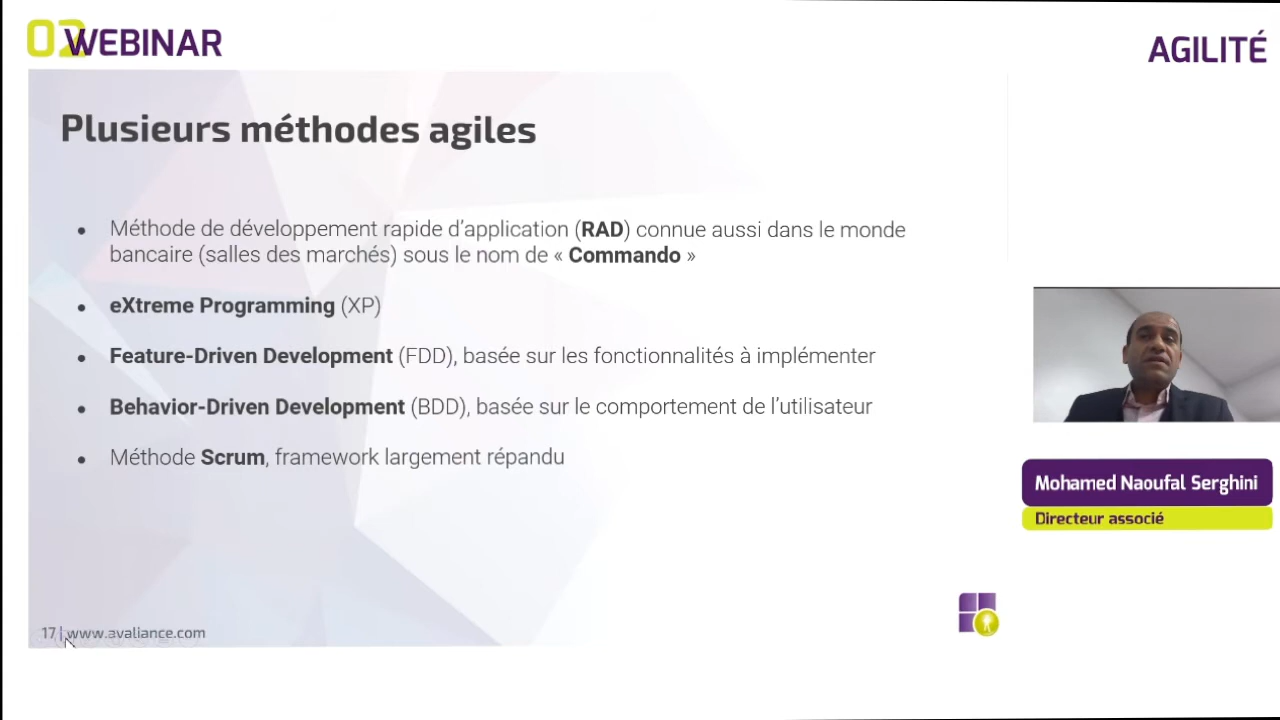 02 WEBINAR
AGILITÉ
Plusieurs méthodes agiles
• Méthode de développement rapide d’application (RAD) connue aussi dans le monde
bancaire (salles des marchés) sous le nom de « Commando »
• eXtreme Programming (XP)
• Feature-Driven Development (FDD), basée sur les fonctionnalités à implémenter
• Behavior-Driven Development (BDD), basée sur le comportement de l’utilisateur
• Méthode Scrum, framework largement répandu
Mohamed Naoufal Serghini
Directeur associé
17 | www.avaliance.com